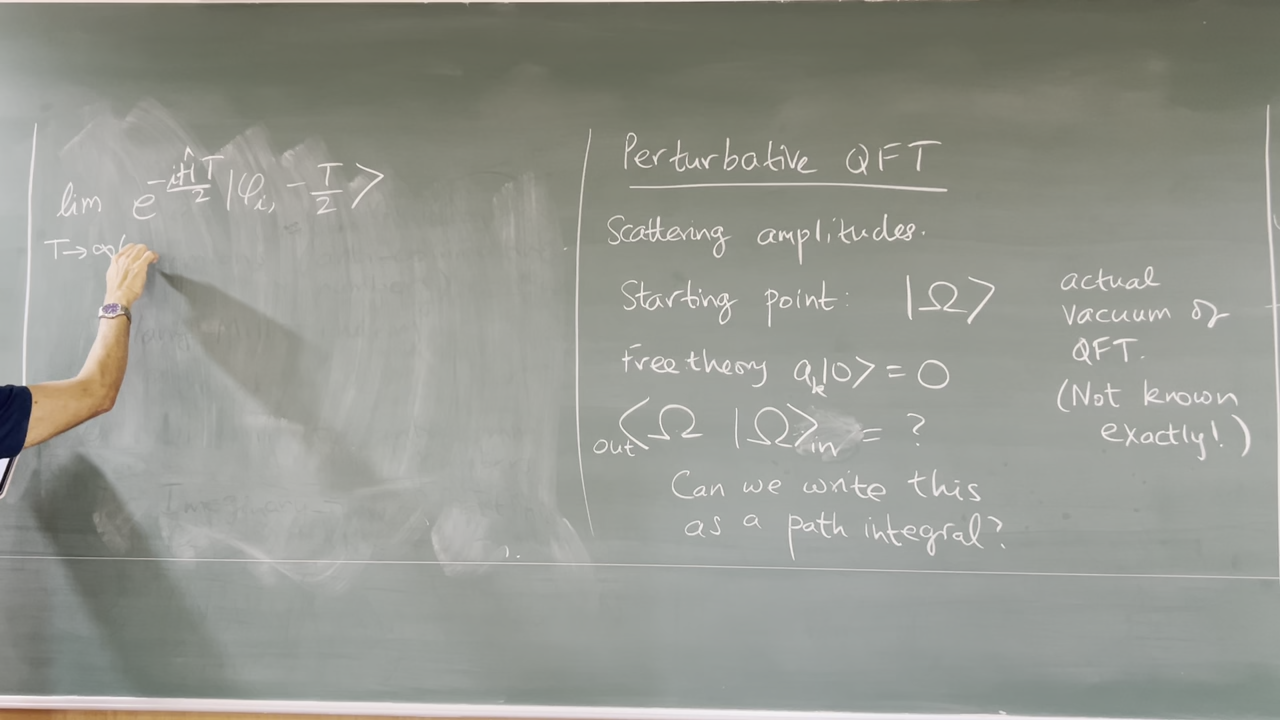 lim e^{-iĤT/2} |φ_i, -T/2>
T→∞(
Perturbative QFT
Scattering amplitudes.
Starting point: |Ω>
actual
vacuum of
QFT.
(Not known
exactly!)
Free theory a_k|0> = 0
out<Ω |Ω>in = ?
Can we write this
as a path integral?